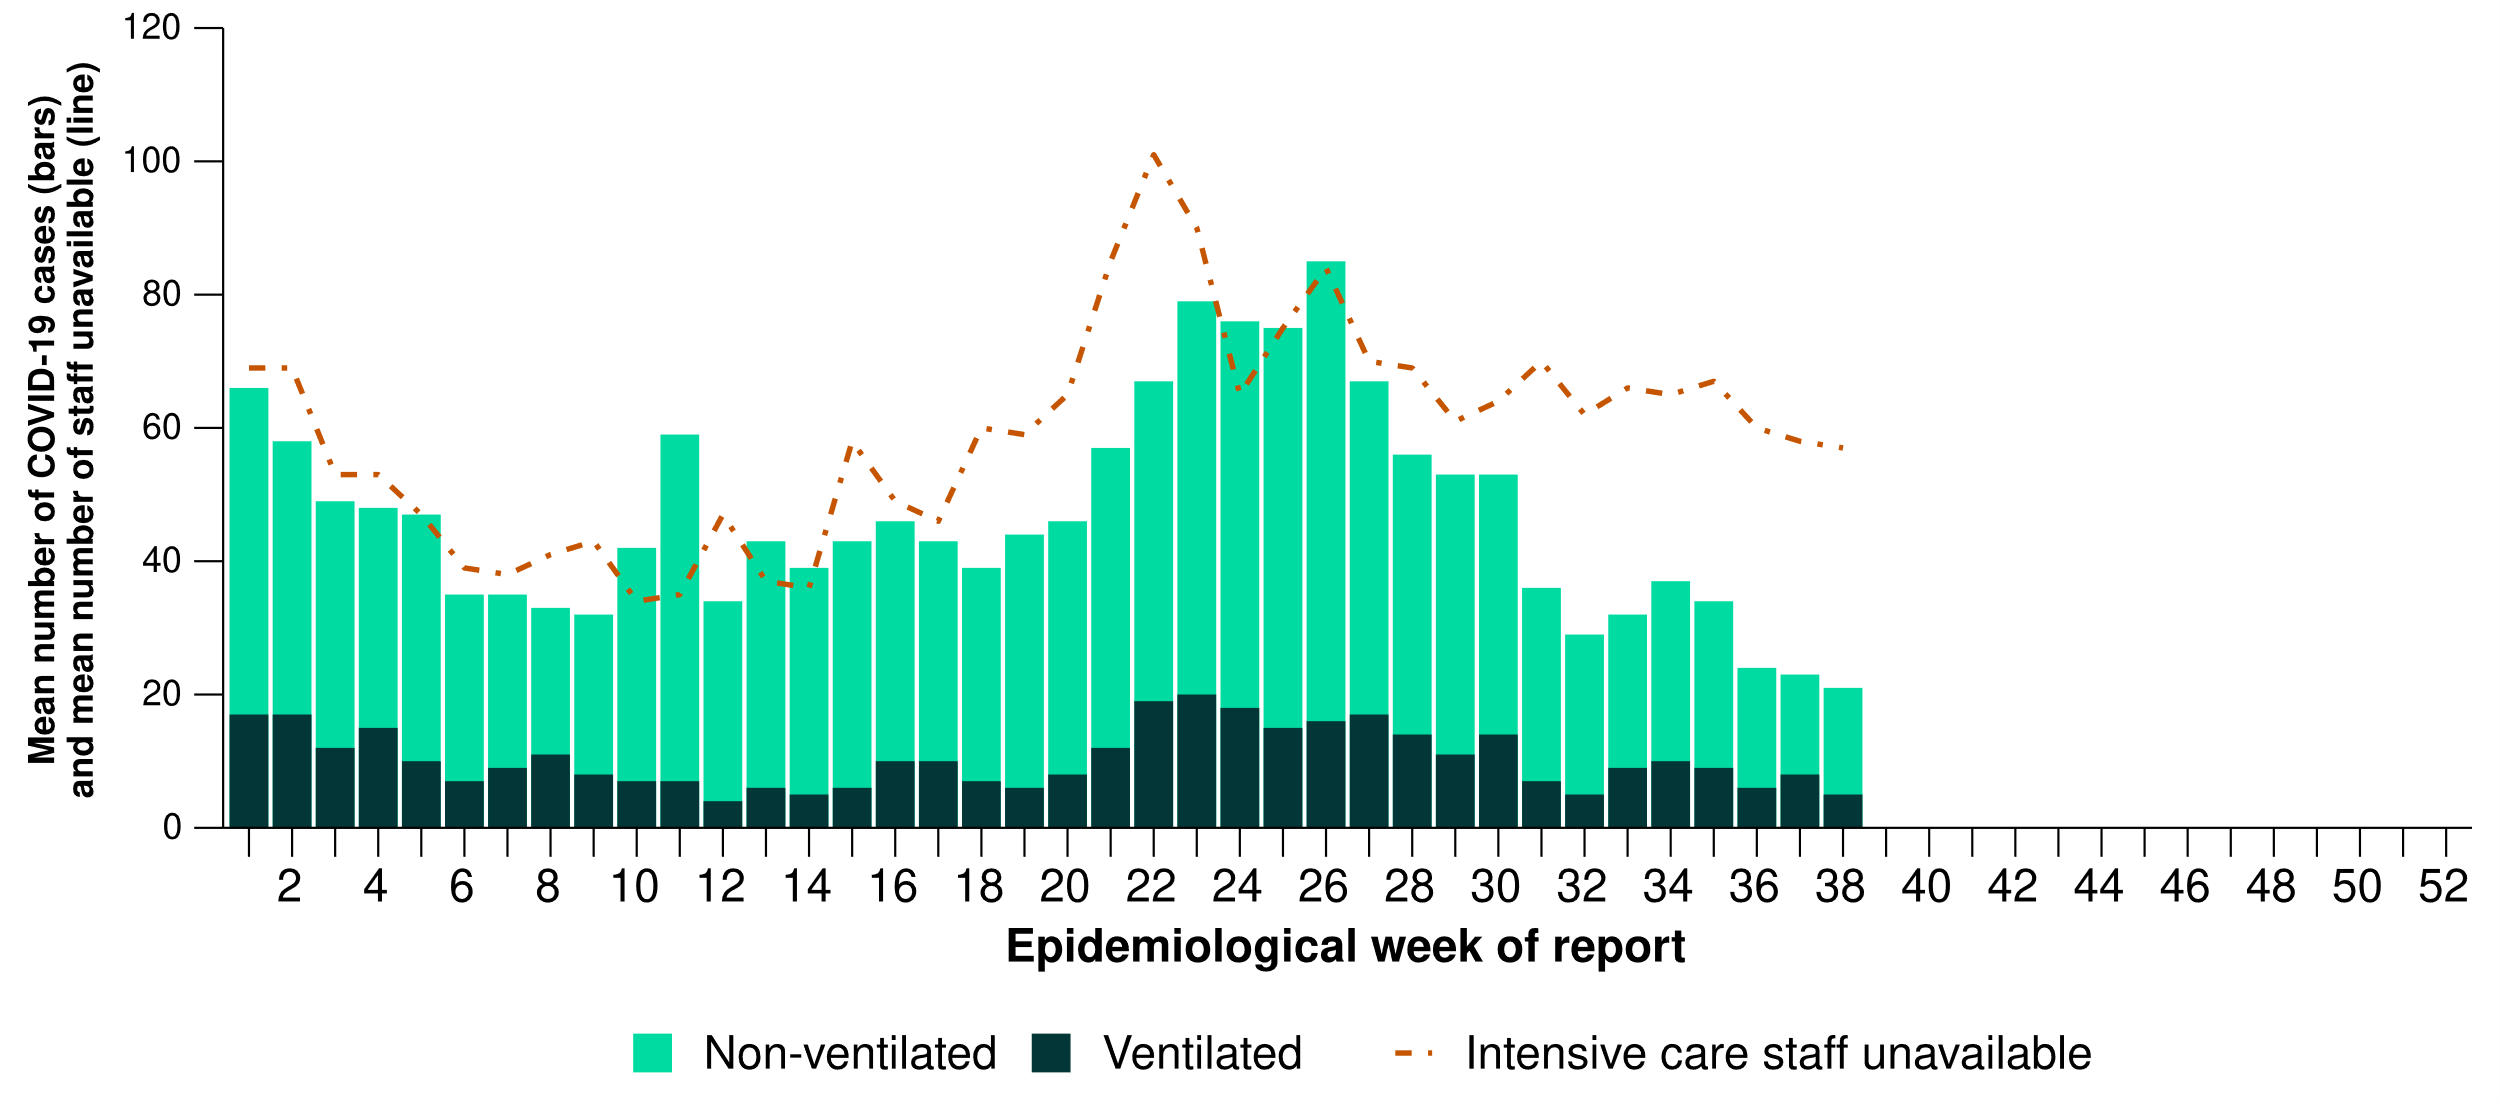 Mean number of COVID-19 cases (bars)
and mean number of staff unavailable (line)
120
100
80
60
40
20
0
2 4 6 8 10 12 14 16 18 20 22 24 26 28 30 32 34 36 38 40 42 44 46 48 50 52
Epidemiological week of report
Non-ventilated Ventilated Intensive care staff unavailable